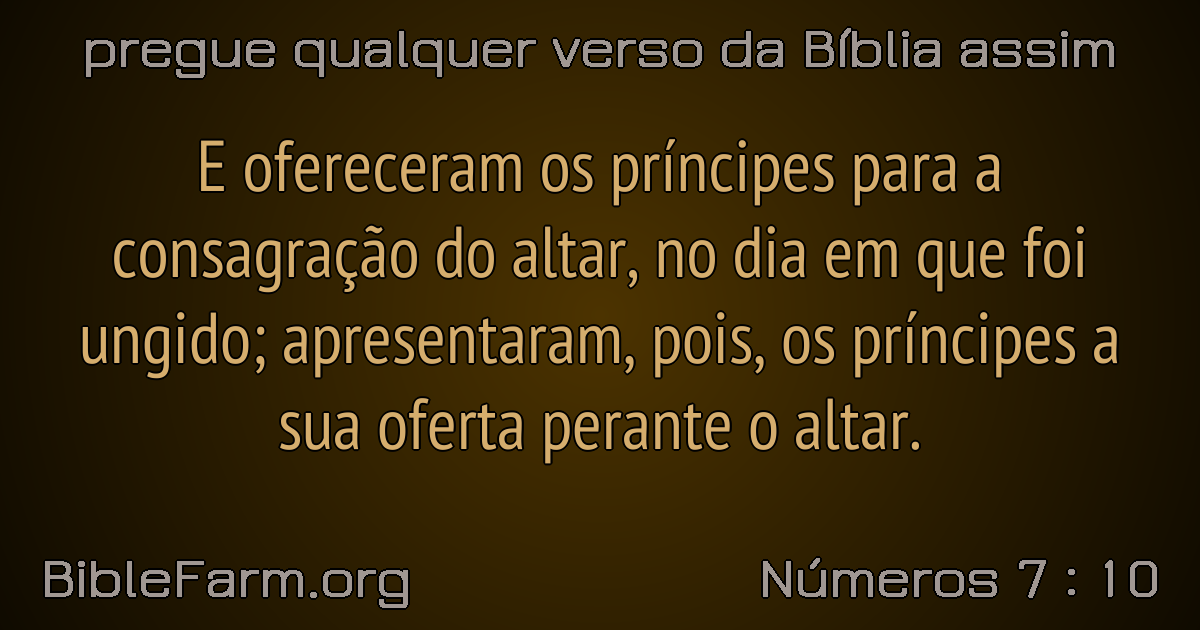 pregue qualquer verso da Bíblia assim
E ofereceram os príncipes para a
consagração do altar, no dia em que foi
ungido; apresentaram, pois, os príncipes a
sua oferta perante o altar.
BibleFarm.org
Números 7 : 10